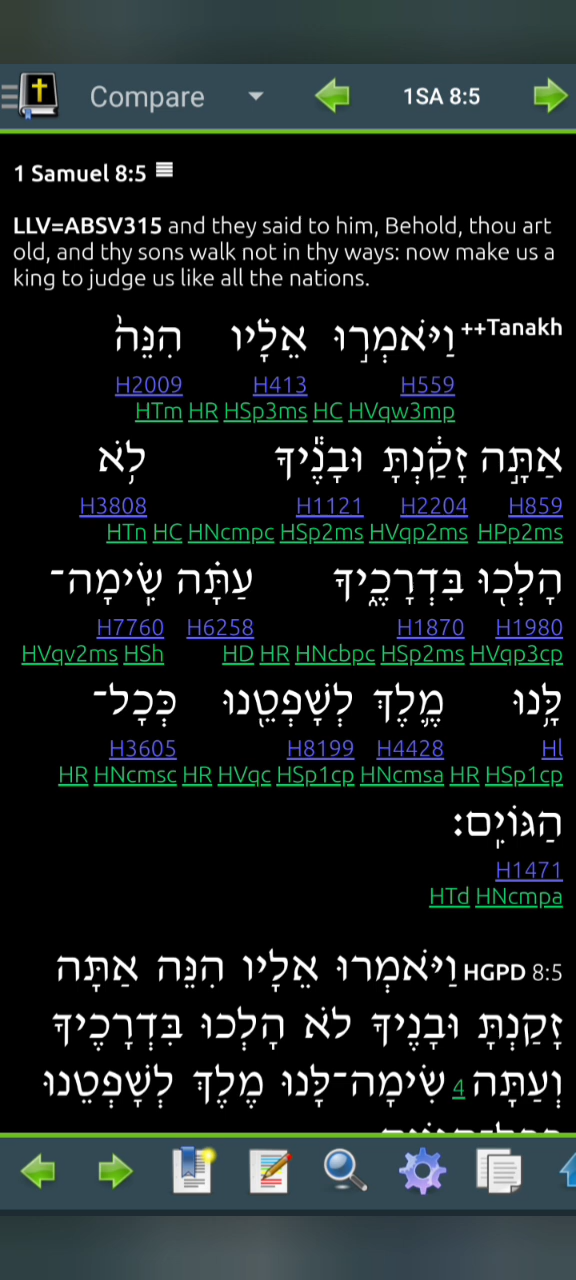 Compare
1SA 8:5
1 Samuel 8:5
LLV=ABSV315 and they said to him, Behold, thou art
old, and thy sons walk not in thy ways: now make us a
king to judge us like all the nations.
++Tanakh וַיֹּאמְר֣וּ אֵלָ֗יו הִנֵּה֙
H559 H413 H2009
HTm HR HSp3ms HC HVqw3mp
אַתָּ֣ה זָקַ֔נְתָּ וּבָנֶ֕יךָ לֹ֥א
H859 H2204 H1121 H3808
HTn HC HNcmpc HSp2ms HVqp2ms HPp2ms
הָלְכ֖וּ בִּדְרָכֶ֑יךָ עַתָּ֗ה שִֽׂימָה־
H1980 H1870 H6258 H7760
HVqv2ms HSh HD HR HNcbpc HSp2ms HVqp3cp
לָּ֥נוּ מֶ֛לֶךְ לְשָׁפְטֵ֖נוּ כְּכָל־
Hl H4428 H8199 H3605
HR HNcmsc HR HVqc HSp1cp HNcmsa HR HSp1cp
הַגּוֹיִֽם׃
H1471
HTd HNcmpa
HGPD 8:5 וַיֹּאמְרוּ אֵלָיו הִנֵּה אַתָּה
זָקַנְתָּ וּבָנֶיךָ לֹא הָלְכוּ בִּדְרָכֶיךָ
וְעַתָּה 4 שִׂימָה־לָּנוּ מֶלֶךְ לְשָׁפְטֵנוּ